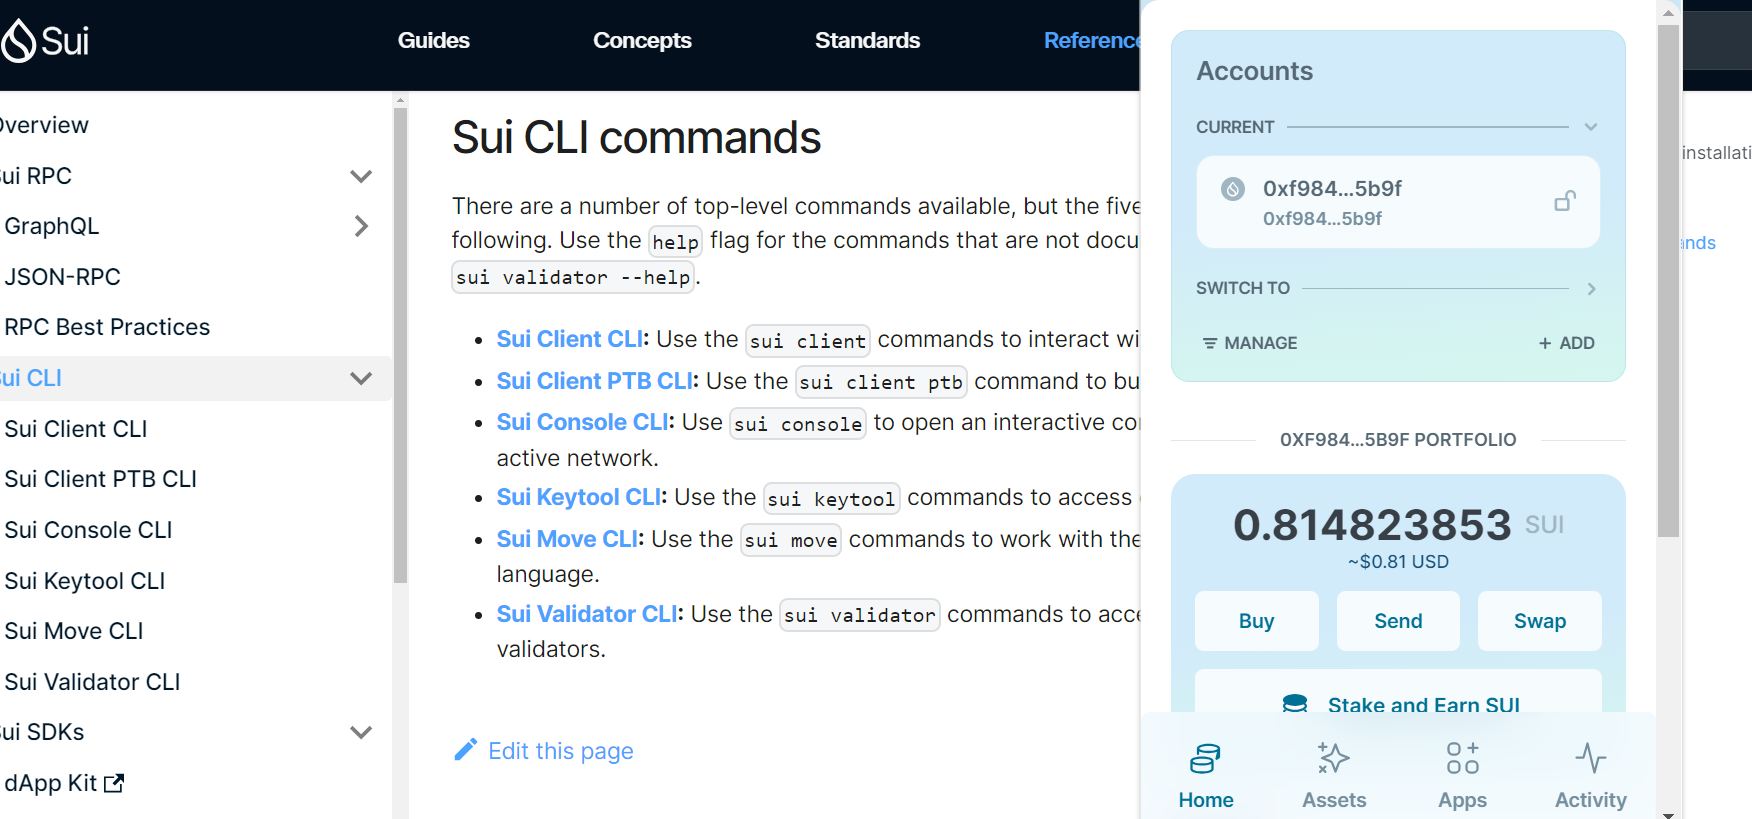 Sui
Guides
Concepts
Standards
Reference
Overview
Sui RPC
GraphQL
JSON-RPC
RPC Best Practices
Sui CLI
Sui Client CLI
Sui Client PTB CLI
Sui Console CLI
Sui Keytool CLI
Sui Move CLI
Sui Validator CLI
Sui SDKs
dApp Kit
Sui CLI commands
There are a number of top-level commands available, but the five
following. Use the help flag for the commands that are not docu
sui validator --help.
Sui Client CLI: Use the sui client commands to interact wi
Sui Client PTB CLI: Use the sui client ptb command to bu
Sui Console CLI: Use sui console to open an interactive co
active network.
Sui Keytool CLI: Use the sui keytool commands to access
Sui Move CLI: Use the sui move commands to work with the
language.
Sui Validator CLI: Use the sui validator commands to acce
validators.
Edit this page
Accounts
CURRENT
0xf984...5b9f
0xf984...5b9f
SWITCH TO
MANAGE
+ ADD
0XF984...5B9F PORTFOLIO
0.814823853 SUI
~$0.81 USD
Buy
Send
Swap
Stake and Earn SUI
Home
Assets
Apps
Activity
installati
nds